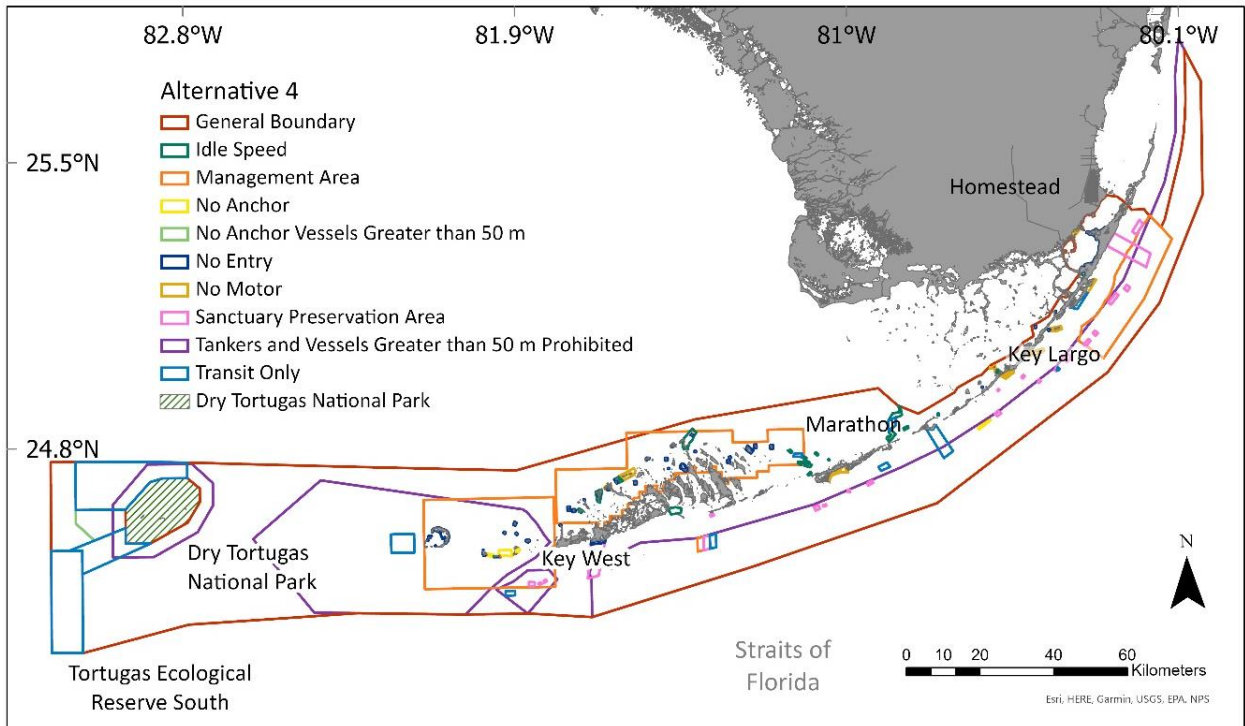 82.8°W
81.9°W
81°W
80.1°W
Alternative 4
General Boundary
Idle Speed
Management Area
No Anchor
No Anchor Vessels Greater than 50 m
No Entry
No Motor
Sanctuary Preservation Area
Tankers and Vessels Greater than 50 m Prohibited
Transit Only
Dry Tortugas National Park
25.5°N
24.8°N
Homestead
Key Largo
Marathon
Key West
Dry Tortugas
National Park
Tortugas Ecological
Reserve South
Straits of
Florida
N
0 10 20 40 60
Kilometers
Esri, HERE, Garmin, USGS, EPA, NPS